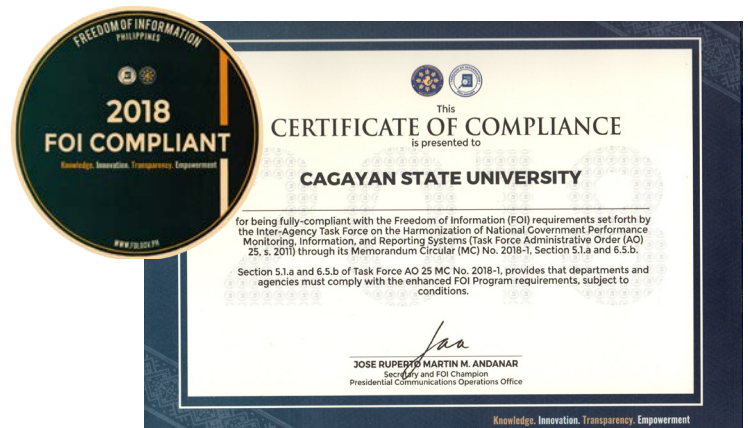 FREEDOM OF INFORMATION
PHILIPPINES
2018
FOI COMPLIANT
Knowledge. Innovation. Transparency. Empowerment
WWW.FOI.GOV.PH
This
CERTIFICATE OF COMPLIANCE
is presented to
CAGAYAN STATE UNIVERSITY
for being fully-compliant with the Freedom of Information (FOI) requirements set forth by
the Inter-Agency Task Force on the Harmonization of National Government Performance
Monitoring, Information, and Reporting Systems (Task Force Administrative Order (AO)
25, s. 2011) through its Memorandum Circular (MC) No. 2018-1, Section 5.1.a and 6.5.b.
Section 5.1.a and 6.5.b of Task Force AO 25 MC No. 2018-1, provides that departments and
agencies must comply with the enhanced FOI Program requirements, subject to
conditions.
JOSE RUPERTO MARTIN M. ANDANAR
Secretary and FOI Champion
Presidential Communications Operations Office
Knowledge. Innovation. Transparency. Empowerment
2018